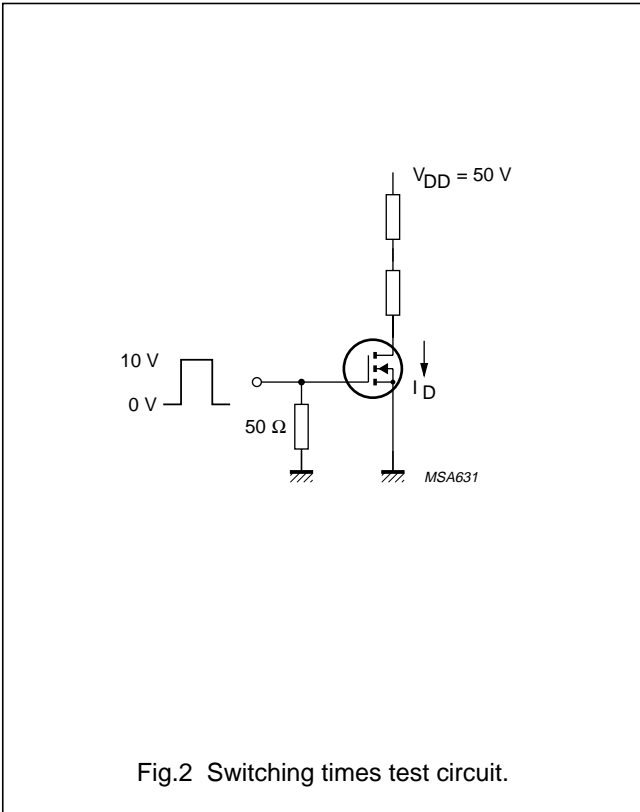 V_DD = 50 V
10 V
0 V
I_D
50 Ω
MSA631
Fig.2 Switching times test circuit.